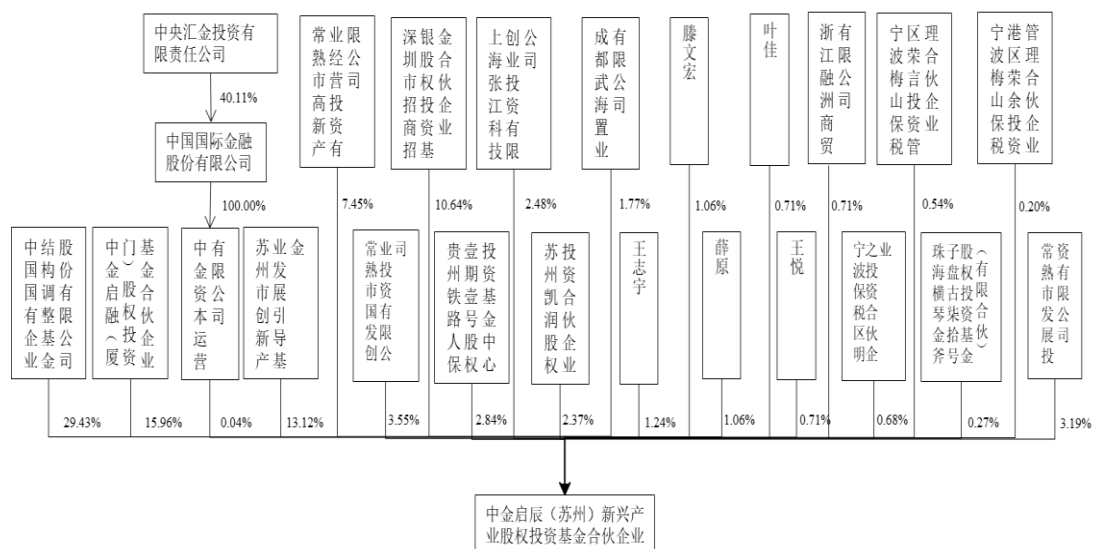 中央汇金投资有
限责任公司
40.11%
中国国际金融
股份有限公司
100.00%
常熟市高新产
业经营投资有
限公司
7.45%
深圳市招商招
银股权投资基
金合伙企业
10.64%
上海张江科技
创业投资有限
公司
2.48%
成都武海置业
有限公司
1.77%
滕文宏
1.06%
叶佳
0.71%
浙江融洲商贸
有限公司
0.71%
宁波梅山保税
区荣言投资管
理合伙企业
0.54%
宁波梅山保税
港区荣余投资
管理合伙企业
0.20%
中国国有企业
结构调整基金
股份有限公司
29.43%
中金启融（厦
门）股权投资
基金合伙企业
15.96%
中金资本运营
有限公司
0.04%
苏州市创新产
业发展引导基
金
13.12%
常熟市国发创
业投资有限公
司
3.55%
贵州铁路人保
壹期壹号股权
投资基金中心
2.84%
苏州凯润股权
投资合伙企业
2.37%
王志宇
1.24%
薛原
1.06%
王悦
0.71%
宁波保税区明
之投资合伙企
业
0.68%
珠海横琴金斧
子盘古柒拾号
股权投资基金
（有限合伙）
0.27%
常熟市发展投
资有限公司
3.19%
中金启辰（苏州）新兴产
业股权投资基金合伙企业